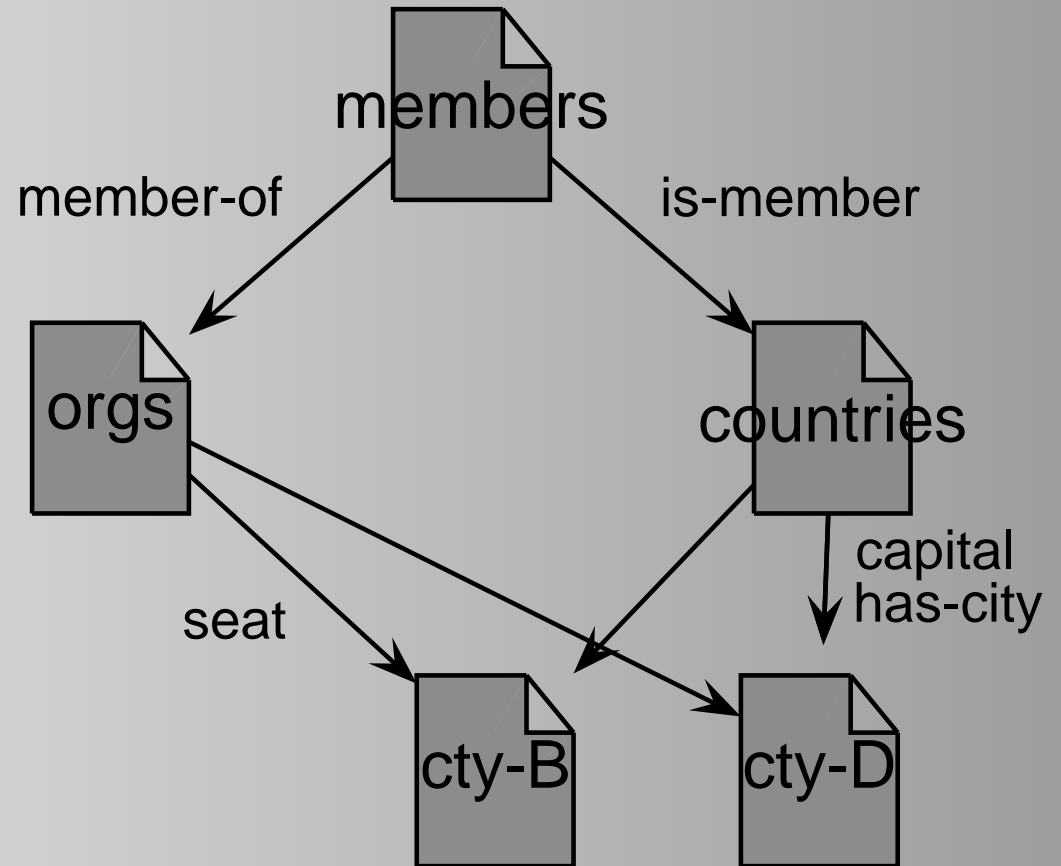 members
member-of
is-member
orgs
countries
capital
has-city
seat
cty-B
cty-D